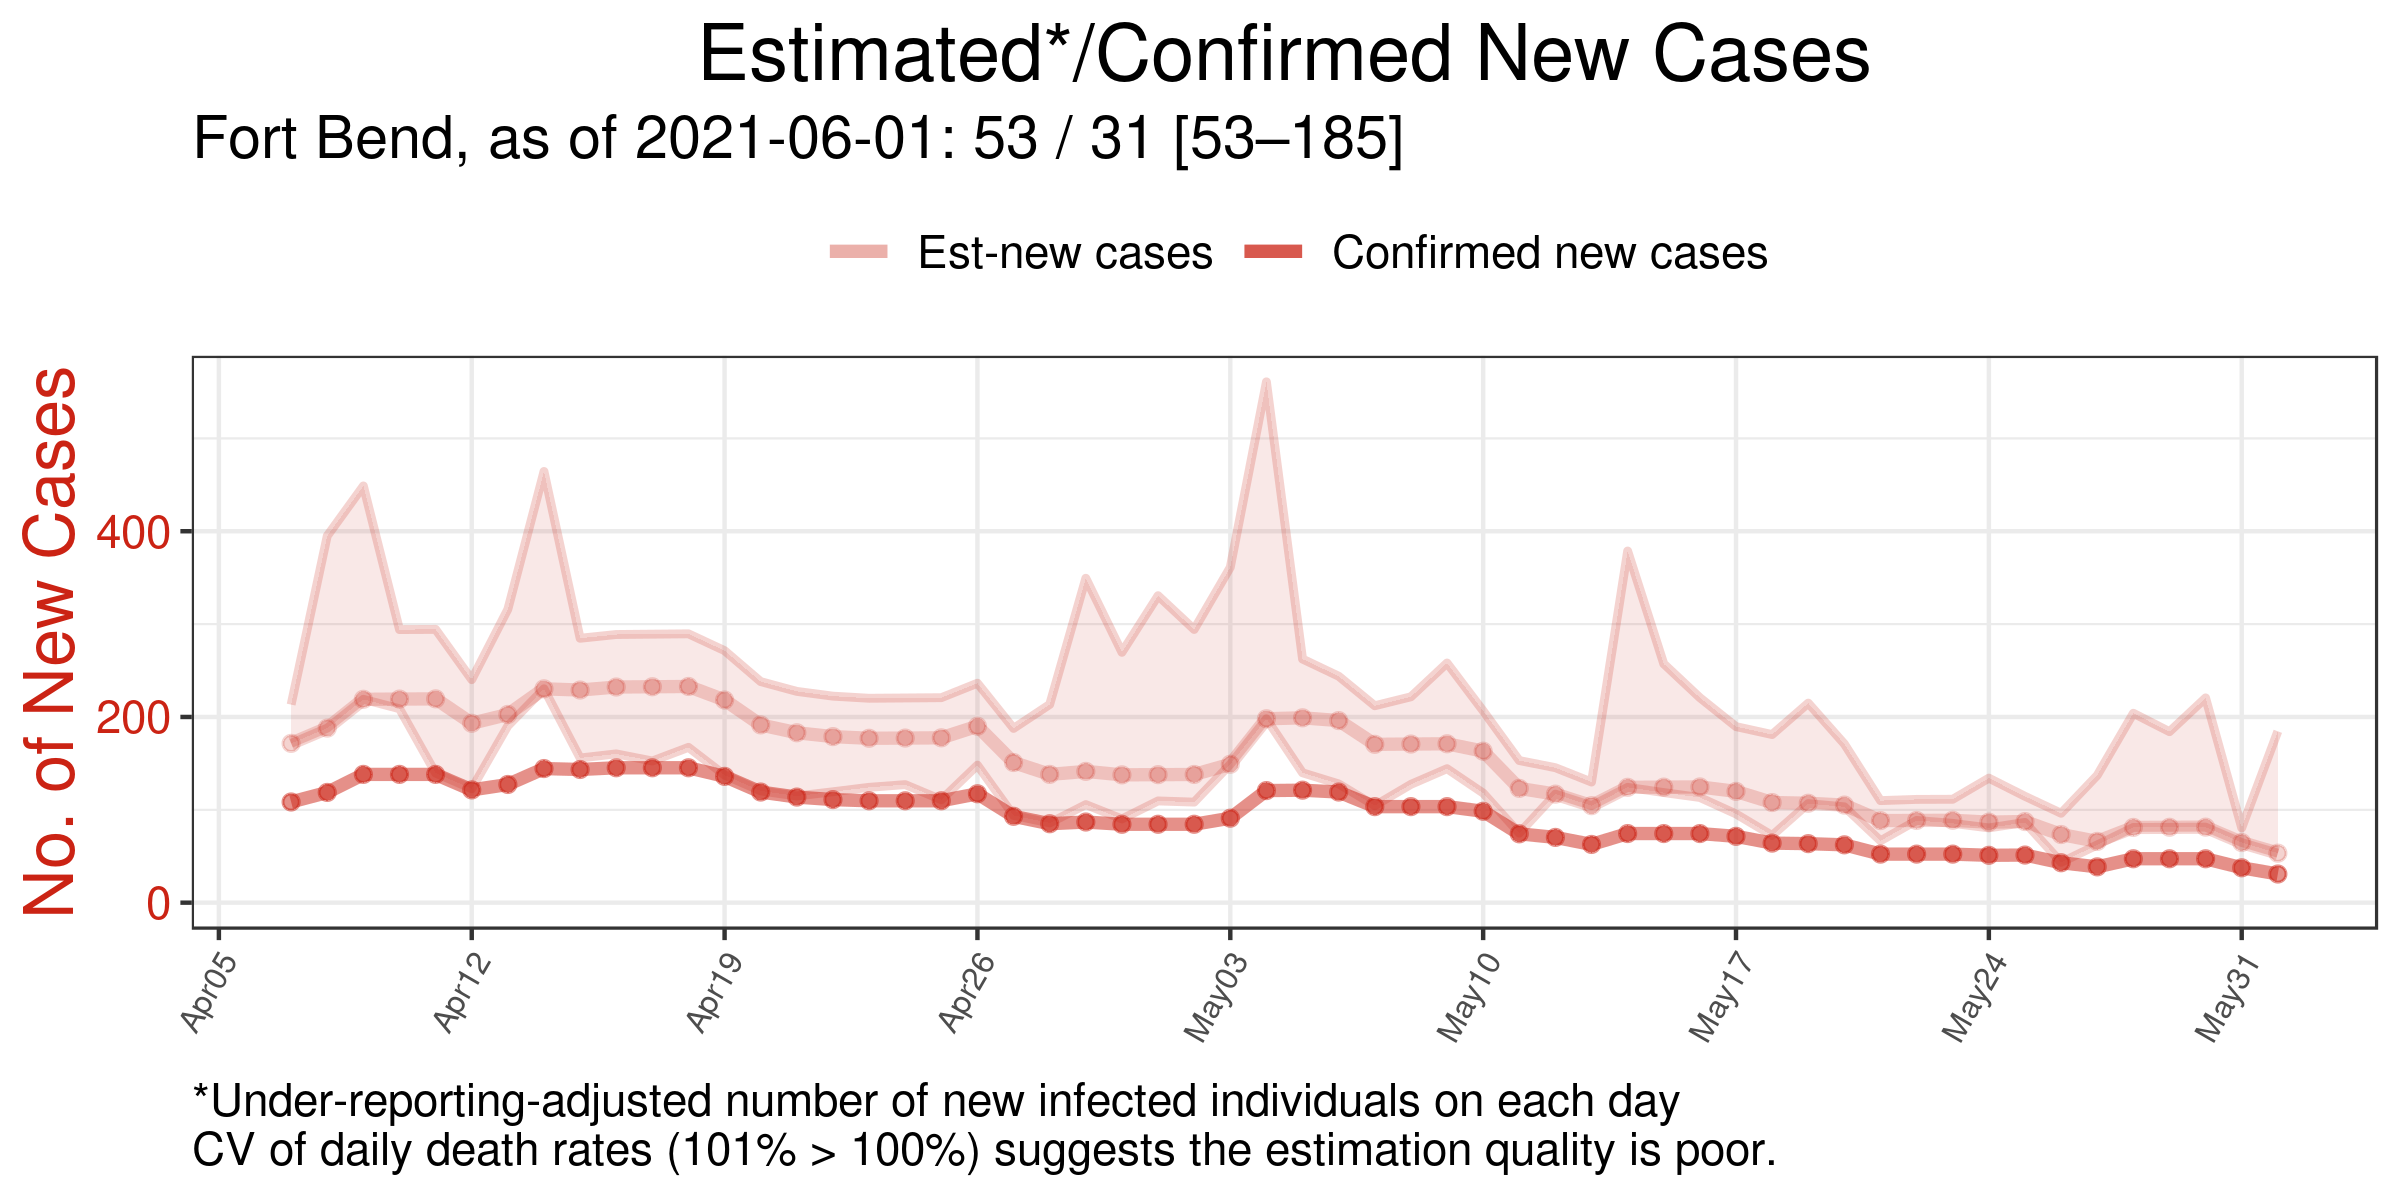 Estimated*/Confirmed New Cases
Fort Bend, as of 2021-06-01: 53 / 31 [53–185]
Est-new cases
Confirmed new cases
No. of New Cases
400
200
0
Apr05
Apr12
Apr19
Apr26
May03
May10
May17
May24
May31
*Under-reporting-adjusted number of new infected individuals on each day
CV of daily death rates (101% > 100%) suggests the estimation quality is poor.